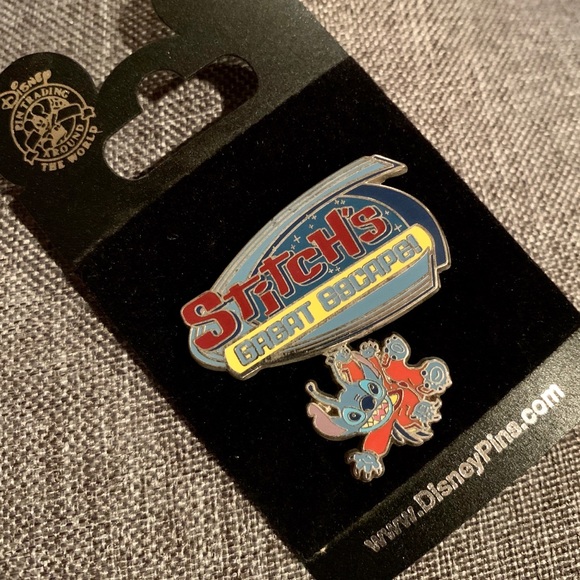 DISNEY
PIN TRADING
AROUND
THE WORLD
STITCH'S
GREAT ESCAPE!
www.DisneyPins.com